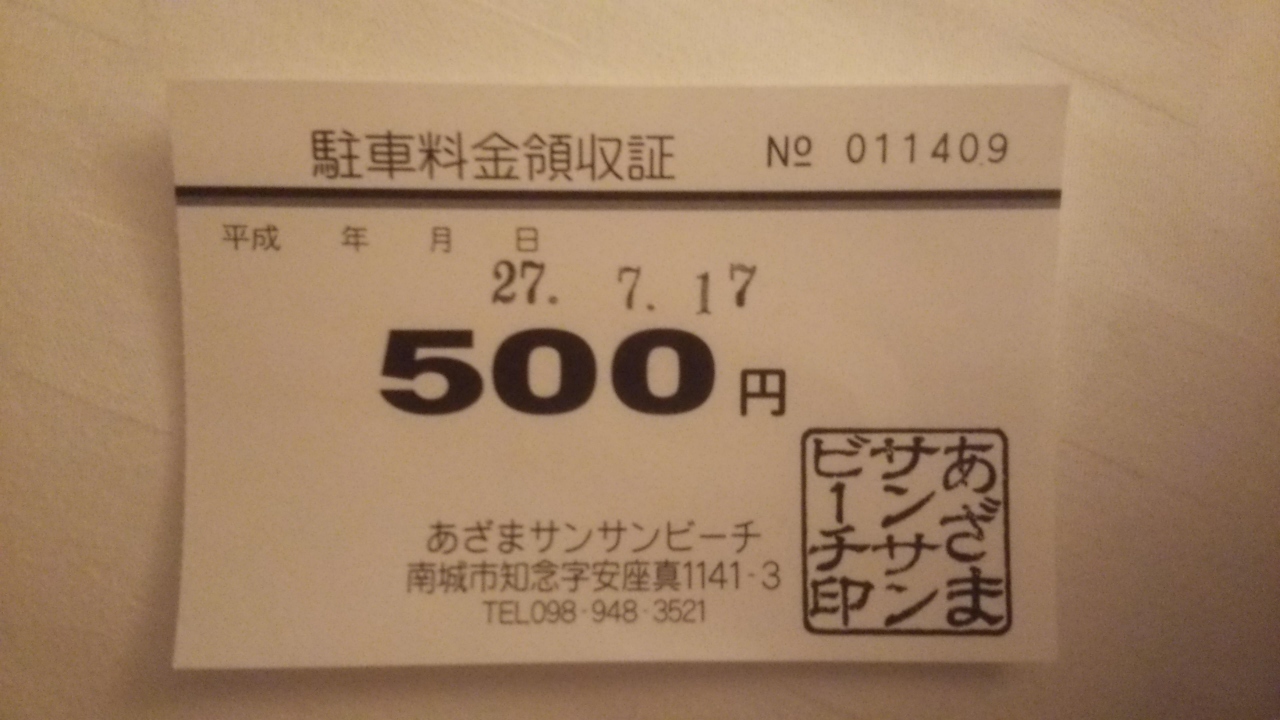 駐車料金領収証 № 011409
平成 年 月 日
27. 7. 17
500円
あざまサンサンビーチ
南城市知念字安座真1141-3
TEL098-948-3521
あざま
サンサン
ビーチ印